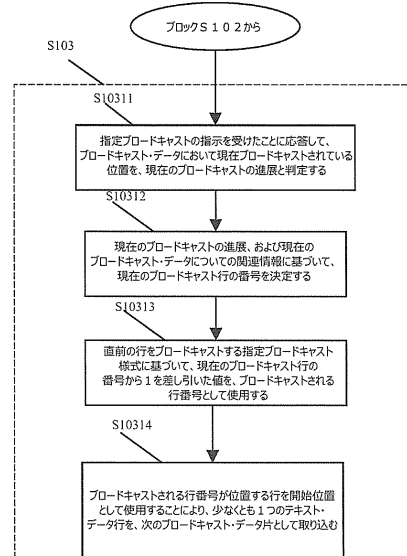 ブロックS102から
S103
S10311
指定ブロードキャストの指示を受けたことに応答して、
ブロードキャスト・データにおいて現在ブロードキャストされている
位置を、現在のブロードキャストの進展と判定する
S10312
現在のブロードキャストの進展、および現在の
ブロードキャスト・データについての関連情報に基づいて、
現在のブロードキャスト行の番号を決定する
S10313
直前の行をブロードキャストする指定ブロードキャスト
様式に基づいて、現在のブロードキャスト行の
番号から1を差し引いた値を、ブロードキャストされる
行番号として使用する
S10314
ブロードキャストされる行番号が位置する行を開始位置
として使用することにより、少なくとも1つのテキスト・
データ行を、次のブロードキャスト・データ片として取り込む